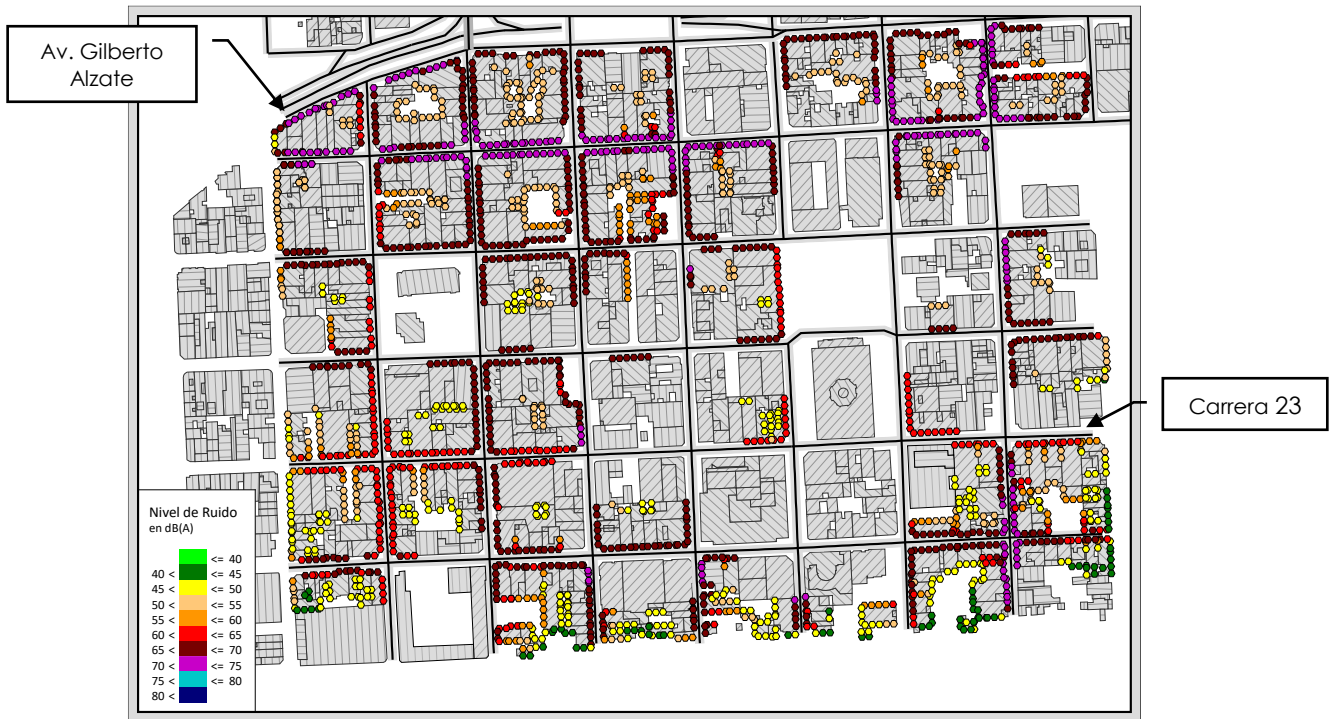 Av. Gilberto
Alzate
Carrera 23
Nivel de Ruido
en dB(A)
<= 40
40 < <= 45
45 < <= 50
50 < <= 55
55 < <= 60
60 < <= 65
65 < <= 70
70 < <= 75
75 < <= 80
80 <